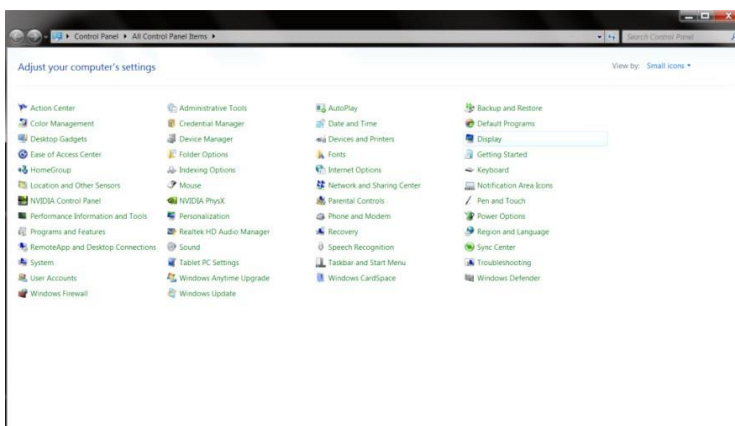 Control Panel ▸ All Control Panel Items ▸ Search Control Panel
Adjust your computer's settings View by: Small icons
Action Center Administrative Tools AutoPlay Backup and Restore
Color Management Credential Manager Date and Time Default Programs
Desktop Gadgets Device Manager Devices and Printers Display
Ease of Access Center Folder Options Fonts Getting Started
HomeGroup Indexing Options Internet Options Keyboard
Location and Other Sensors Mouse Network and Sharing Center Notification Area Icons
NVIDIA Control Panel NVIDIA PhysX Parental Controls Pen and Touch
Performance Information and Tools Personalization Phone and Modem Power Options
Programs and Features Realtek HD Audio Manager Recovery Region and Language
RemoteApp and Desktop Connections Sound Speech Recognition Sync Center
System Tablet PC Settings Taskbar and Start Menu Troubleshooting
User Accounts Windows Anytime Upgrade Windows CardSpace Windows Defender
Windows Firewall Windows Update